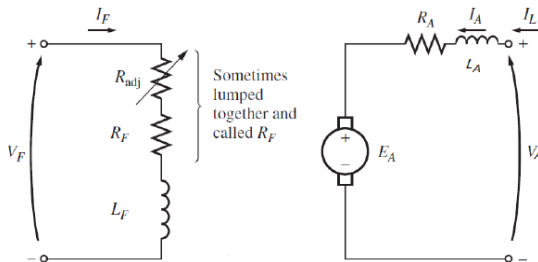 I_F
+
R_adj
R_F
L_F
V_F
−
Sometimes
lumped
together and
called R_F
R_A
I_A
I_L
L_A
+
+
−
E_A
V_A
−